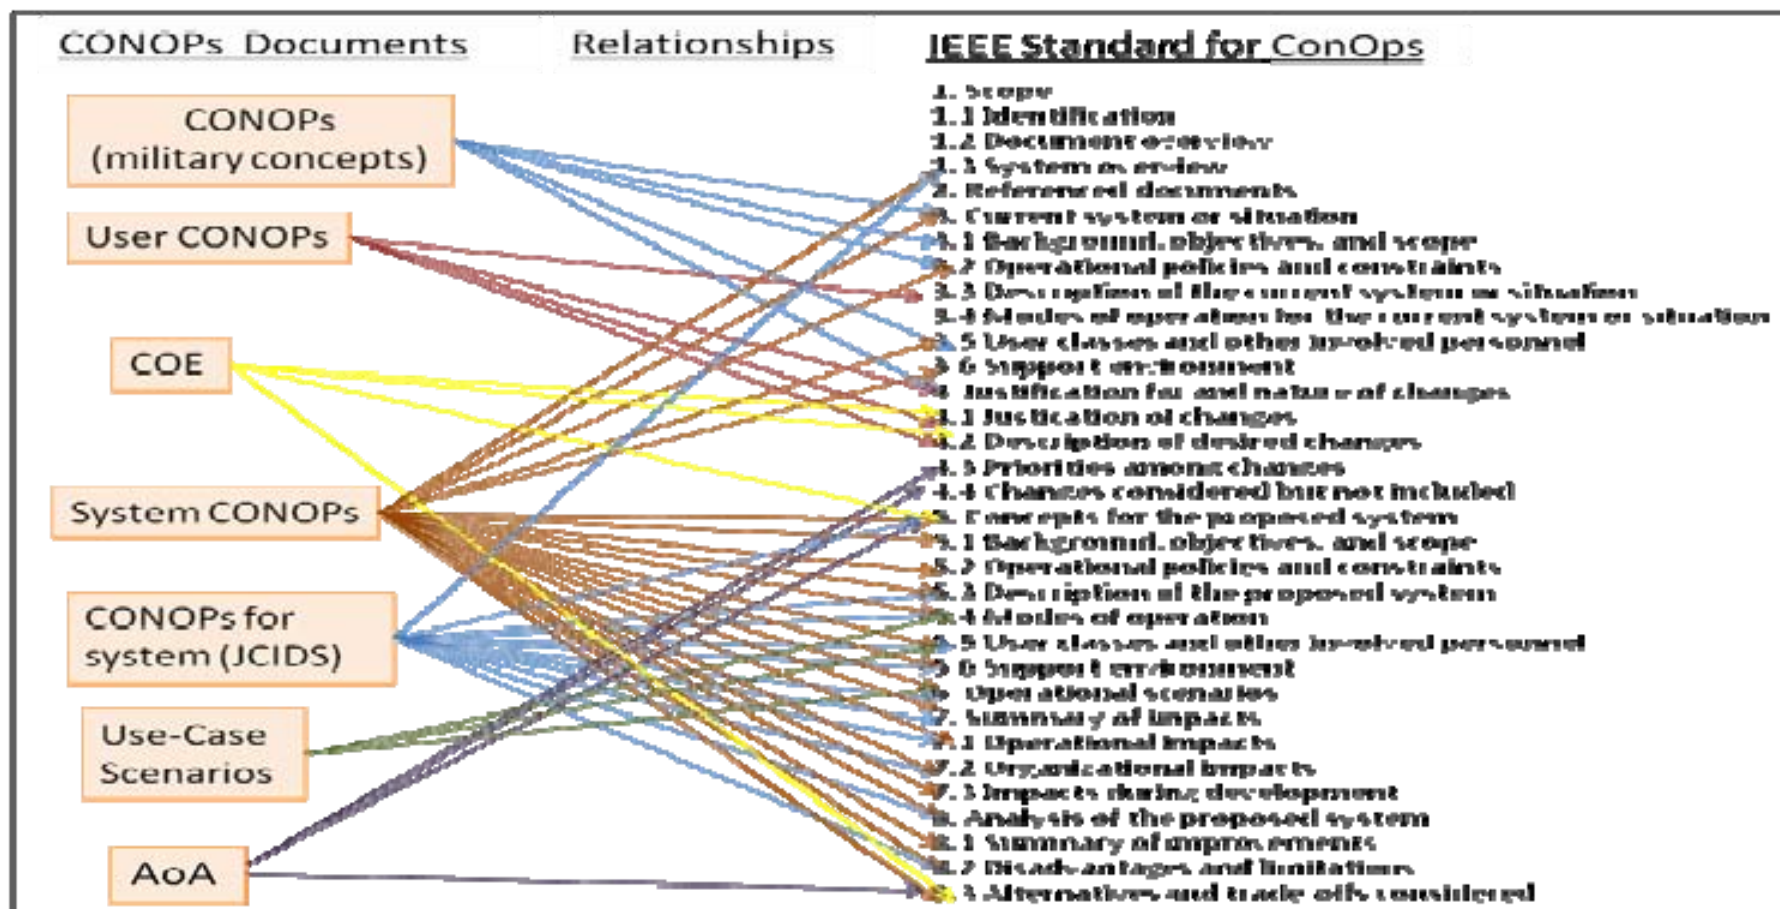 CONOPs Documents
Relationships
IEEE Standard for ConOps
CONOPs
(military concepts)
User CONOPs
COE
System CONOPs
CONOPs for
system (JCIDS)
Use-Case
Scenarios
AoA
1. Scope
1.1 Identification
1.2 Document overview
1.3 System overview
2. Referenced documents
3. Current system or situation
3.1 Background, objectives, and scope
3.2 Operational policies and constraints
3.3 Description of the current system or situation
3.4 Modes of operation for the current system or situation
3.5 User classes and other involved personnel
3.6 Support environment
4. Justification for and nature of changes
4.1 Justication of changes
4.2 Description of desired changes
4.3 Priorities among changes
4.4 Changes considered but not included
5. Concepts for the proposed system
5.1 Background, objectives, and scope
5.2 Operational policies and constraints
5.3 Description of the proposed system
5.4 Modes of operation
5.5 User classes and other involved personnel
5.6 Support environment
6. Operational scenarios
7. Summary of impacts
7.1 Operational impacts
7.2 Organizational impacts
7.3 Impacts during development
8. Analysis of the proposed system
8.1 Summary of improvements
8.2 Disadvantages and limitations
8.3 Alternatives and trade-offs considered